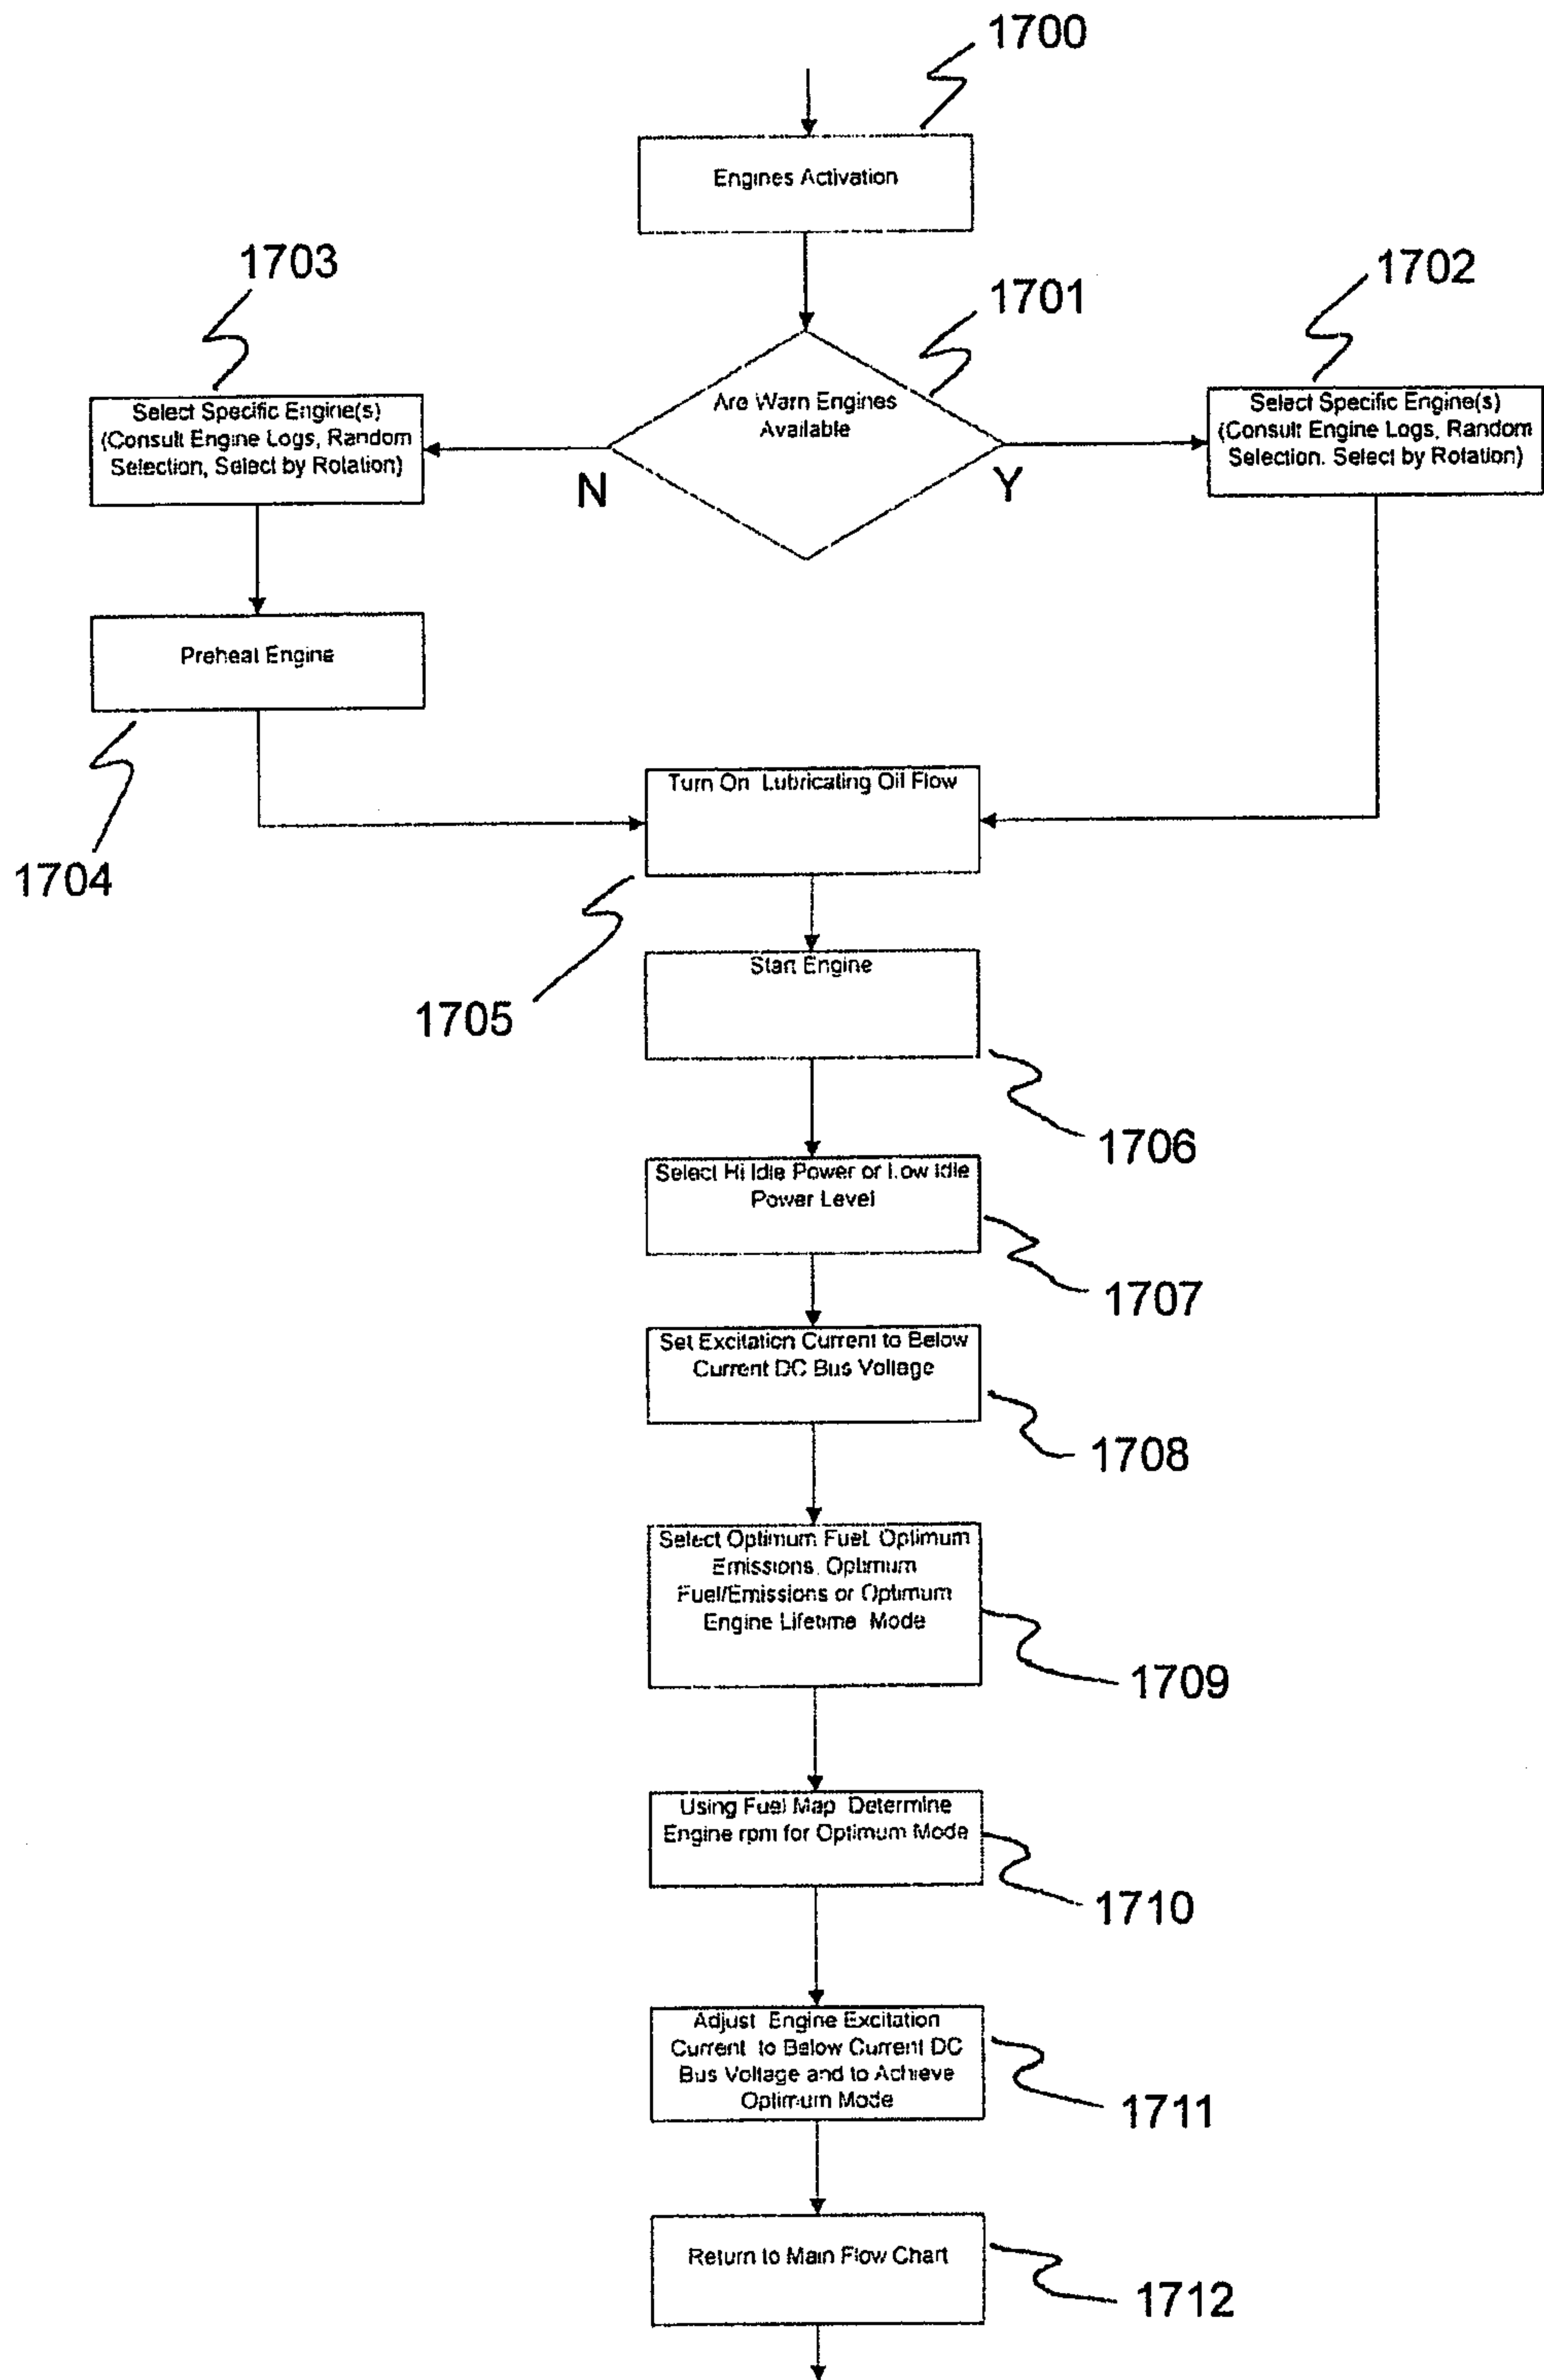 1700
Engines Activation
1703
1701
1702
Are Warn Engines
Available
N
Y
Select Specific Engine(s)
(Consult Engine Logs, Random
Selection, Select by Rotation)
Select Specific Engine(s)
(Consult Engine Logs, Random
Selection. Select by Rotation)
Preheat Engine
1704
Turn On Lubricating Oil Flow
1705
Start Engine
1706
Select Hi Idle Power or Low Idle
Power Level
1707
Set Excitation Current to Below
Current DC Bus Voltage
1708
Select Optimum Fuel. Optimum
Emissions. Optimum
Fuel/Emissions or Optimum
Engine Lifetime Mode
1709
Using Fuel Map Determine
Engine rpm for Optimum Mode
1710
Adjust Engine Excitation
Current to Below Current DC
Bus Voltage and to Achieve
Optimum Mode
1711
Return to Main Flow Chart
1712